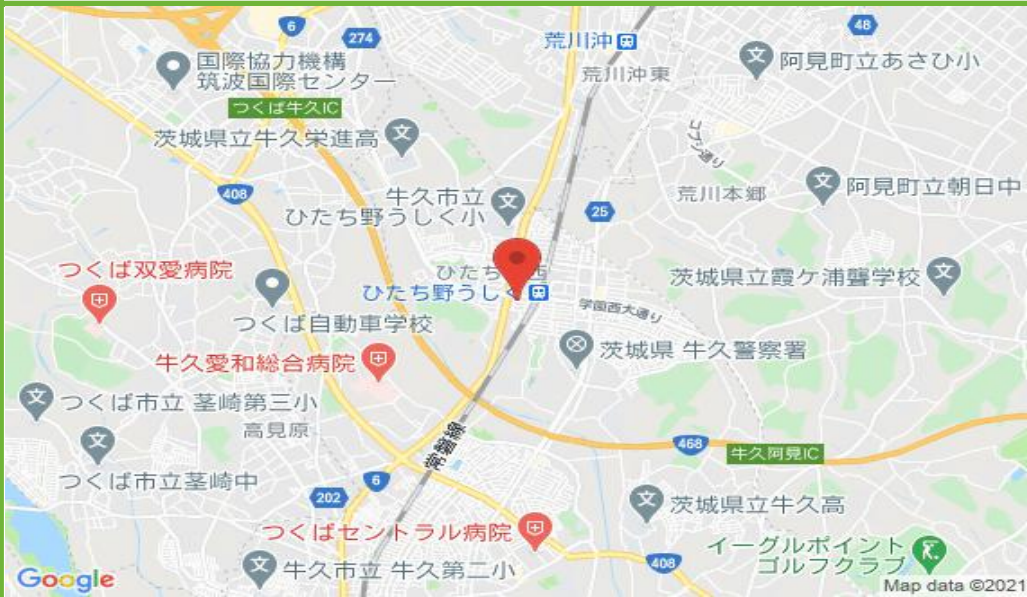 6
274
荒川沖
48
国際協力機構
筑波国際センター
荒川沖東
阿見町立あさひ小
つくば牛久IC
茨城県立牛久栄進高
コブシ通り
408
牛久市立
ひたち野うしく小
25
荒川本郷
阿見町立朝日中
つくば双愛病院
ひたち
西
ひたち野うしく
茨城県立霞ケ浦聾学校
つくば自動車学校
学園西大通り
牛久愛和総合病院
茨城県 牛久警察署
つくば市立 茎崎第三小
高見原
468
牛久阿見IC
つくば市立茎崎中
6
202
茨城県立牛久高
つくばセントラル病院
イーグルポイント
ゴルフクラブ
408
牛久市立 牛久第二小
Google
Map data ©2021